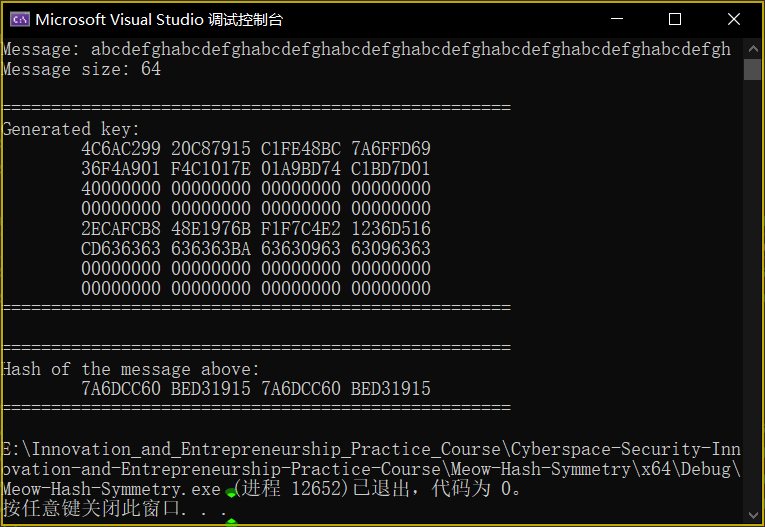 Microsoft Visual Studio 调试控制台
Message: abcdefghabcdefghabcdefghabcdefghabcdefghabcdefghabcdefghabcdefgh
Message size: 64
===================================================
Generated key:
4C6AC299 20C87915 C1FE48BC 7A6FFD69
36F4A901 F4C1017E 01A9BD74 C1BD7D01
40000000 00000000 00000000 00000000
00000000 00000000 00000000 00000000
2ECAFCB8 48E1976B F1F7C4E2 1236D516
CD636363 636363BA 63630963 63096363
00000000 00000000 00000000 00000000
00000000 00000000 00000000 00000000
===================================================
===================================================
Hash of the message above:
7A6DCC60 BED31915 7A6DCC60 BED31915
===================================================
E:\Innovation_and_Entrepreneurship_Practice_Course\Cyberspace-Security-Inn
ovation-and-Entrepreneurship-Practice-Course\Meow-Hash-Symmetry\x64\Debug\
Meow-Hash-Symmetry.exe (进程 12652)已退出，代码为 0。
按任意键关闭此窗口. . .